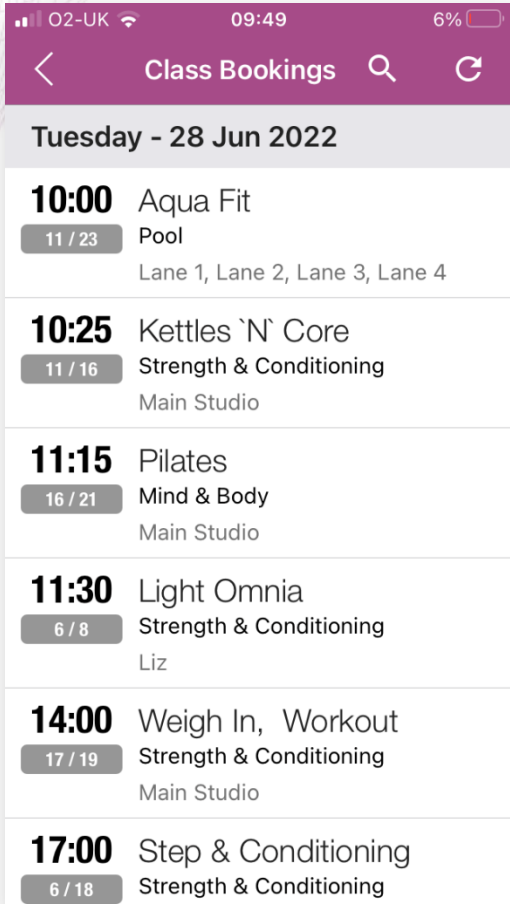 O2-UK 09:49 6%
Class Bookings
Tuesday - 28 Jun 2022
10:00 Aqua Fit
11 / 23 Pool
Lane 1, Lane 2, Lane 3, Lane 4
10:25 Kettles `N` Core
11 / 16 Strength & Conditioning
Main Studio
11:15 Pilates
16 / 21 Mind & Body
Main Studio
11:30 Light Omnia
6 / 8 Strength & Conditioning
Liz
14:00 Weigh In,  Workout
17 / 19 Strength & Conditioning
Main Studio
17:00 Step & Conditioning
6 / 18 Strength & Conditioning